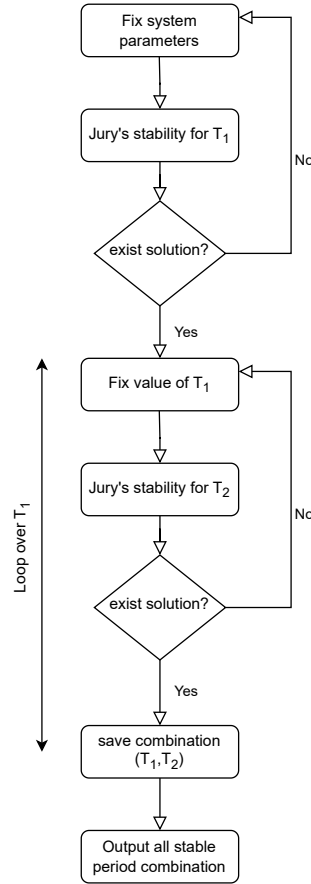 Fix system
parameters
Jury's stability for T₁
No
exist solution?
Yes
Fix value of T₁
Loop over T₁
Jury's stability for T₂
No
exist solution?
Yes
save combination
(T₁,T₂)
Output all stable
period combination